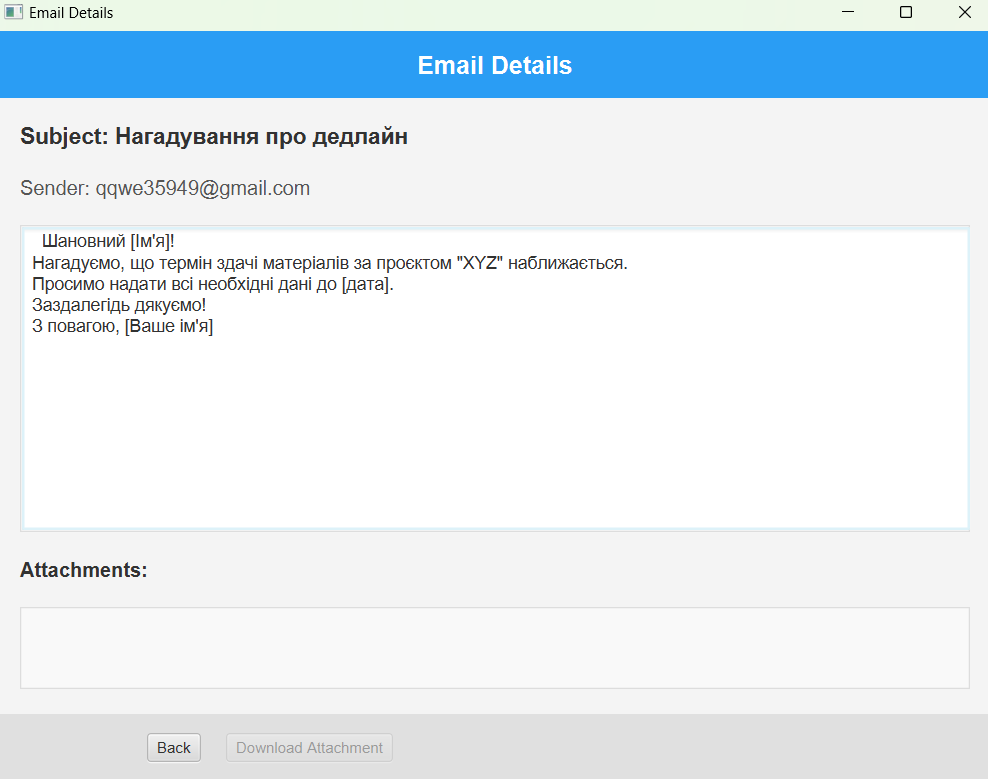 Email Details
Email Details
Subject: Нагадування про дедлайн
Sender: qqwe35949@gmail.com
Шановний [Ім'я]!
Нагадуємо, що термін здачі матеріалів за проєктом "XYZ" наближається.
Просимо надати всі необхідні дані до [дата].
Заздалегідь дякуємо!
З повагою, [Ваше ім'я]
Attachments:
Back Download Attachment